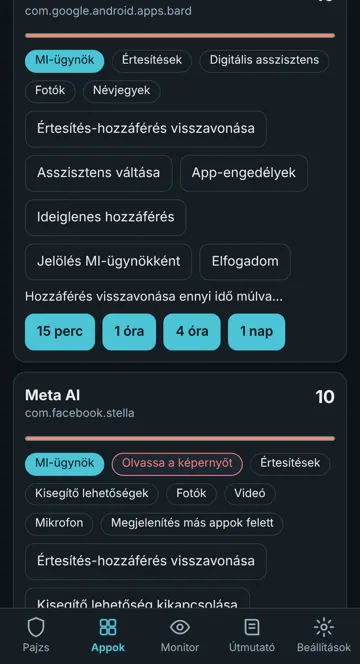 com.google.android.apps.bard
MI-ügynök Értesítések Digitális asszisztens
Fotók Névjegyek
Értesítés-hozzáférés visszavonása
Asszisztens váltása App-engedélyek
Ideiglenes hozzáférés
Jelölés MI-ügynökként Elfogadom
Hozzáférés visszavonása ennyi idő múlva...
15 perc 1 óra 4 óra 1 nap
Meta AI 10
com.facebook.stella
MI-ügynök Olvassa a képernyőt Értesítések
Kisegítő lehetőségek Fotók Videó
Mikrofon Megjelenítés más appok felett
Értesítés-hozzáférés visszavonása
Kisegítő lehetőség kikapcsolása
Pajzs Appok Monitor Útmutató Beállítások